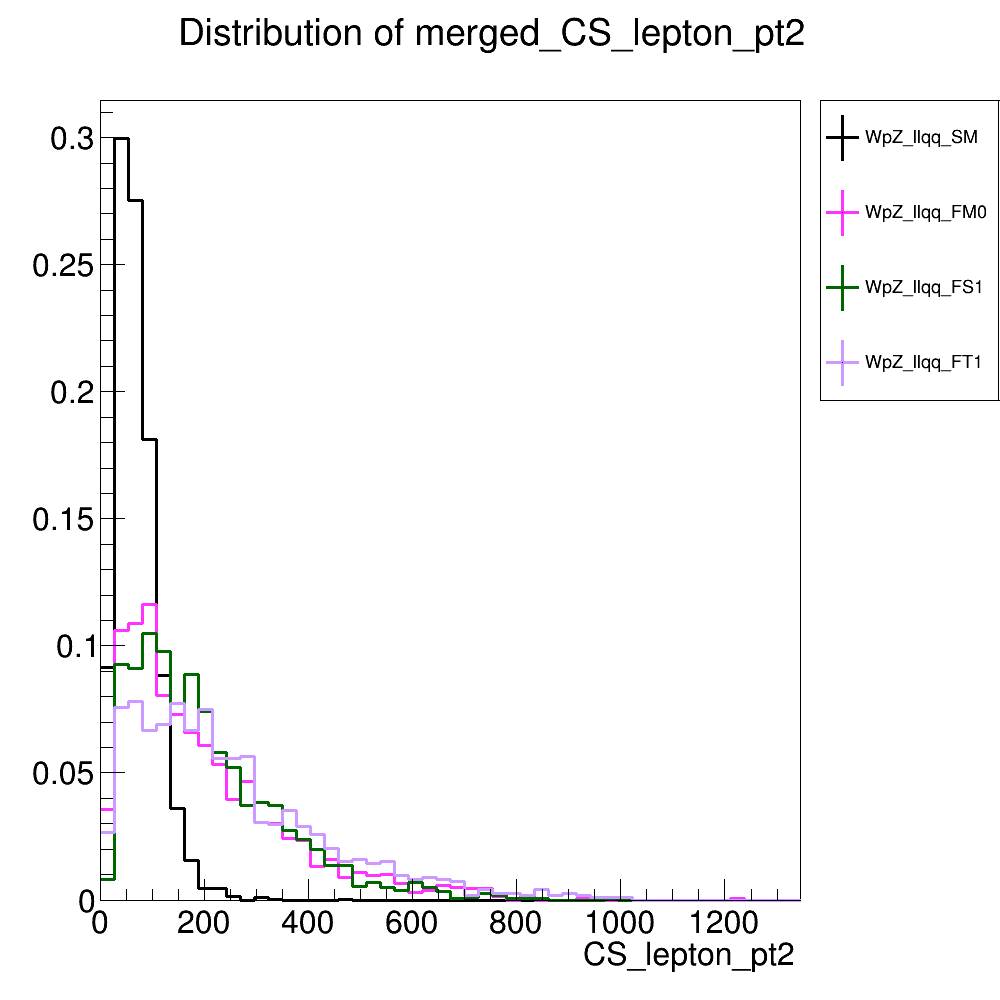 Distribution of merged_CS_lepton_pt2
0.3
0.25
0.2
0.15
0.1
0.05
0
0 200 400 600 800 1000 1200
CS_lepton_pt2
WpZ_llqq_SM
WpZ_llqq_FM0
WpZ_llqq_FS1
WpZ_llqq_FT1